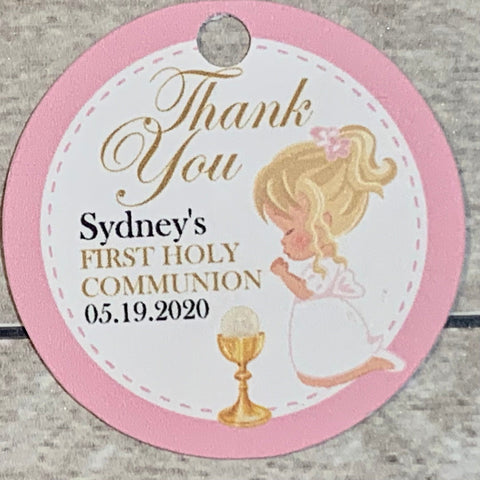 Thank
You
Sydney's
FIRST HOLY
COMMUNION
05.19.2020